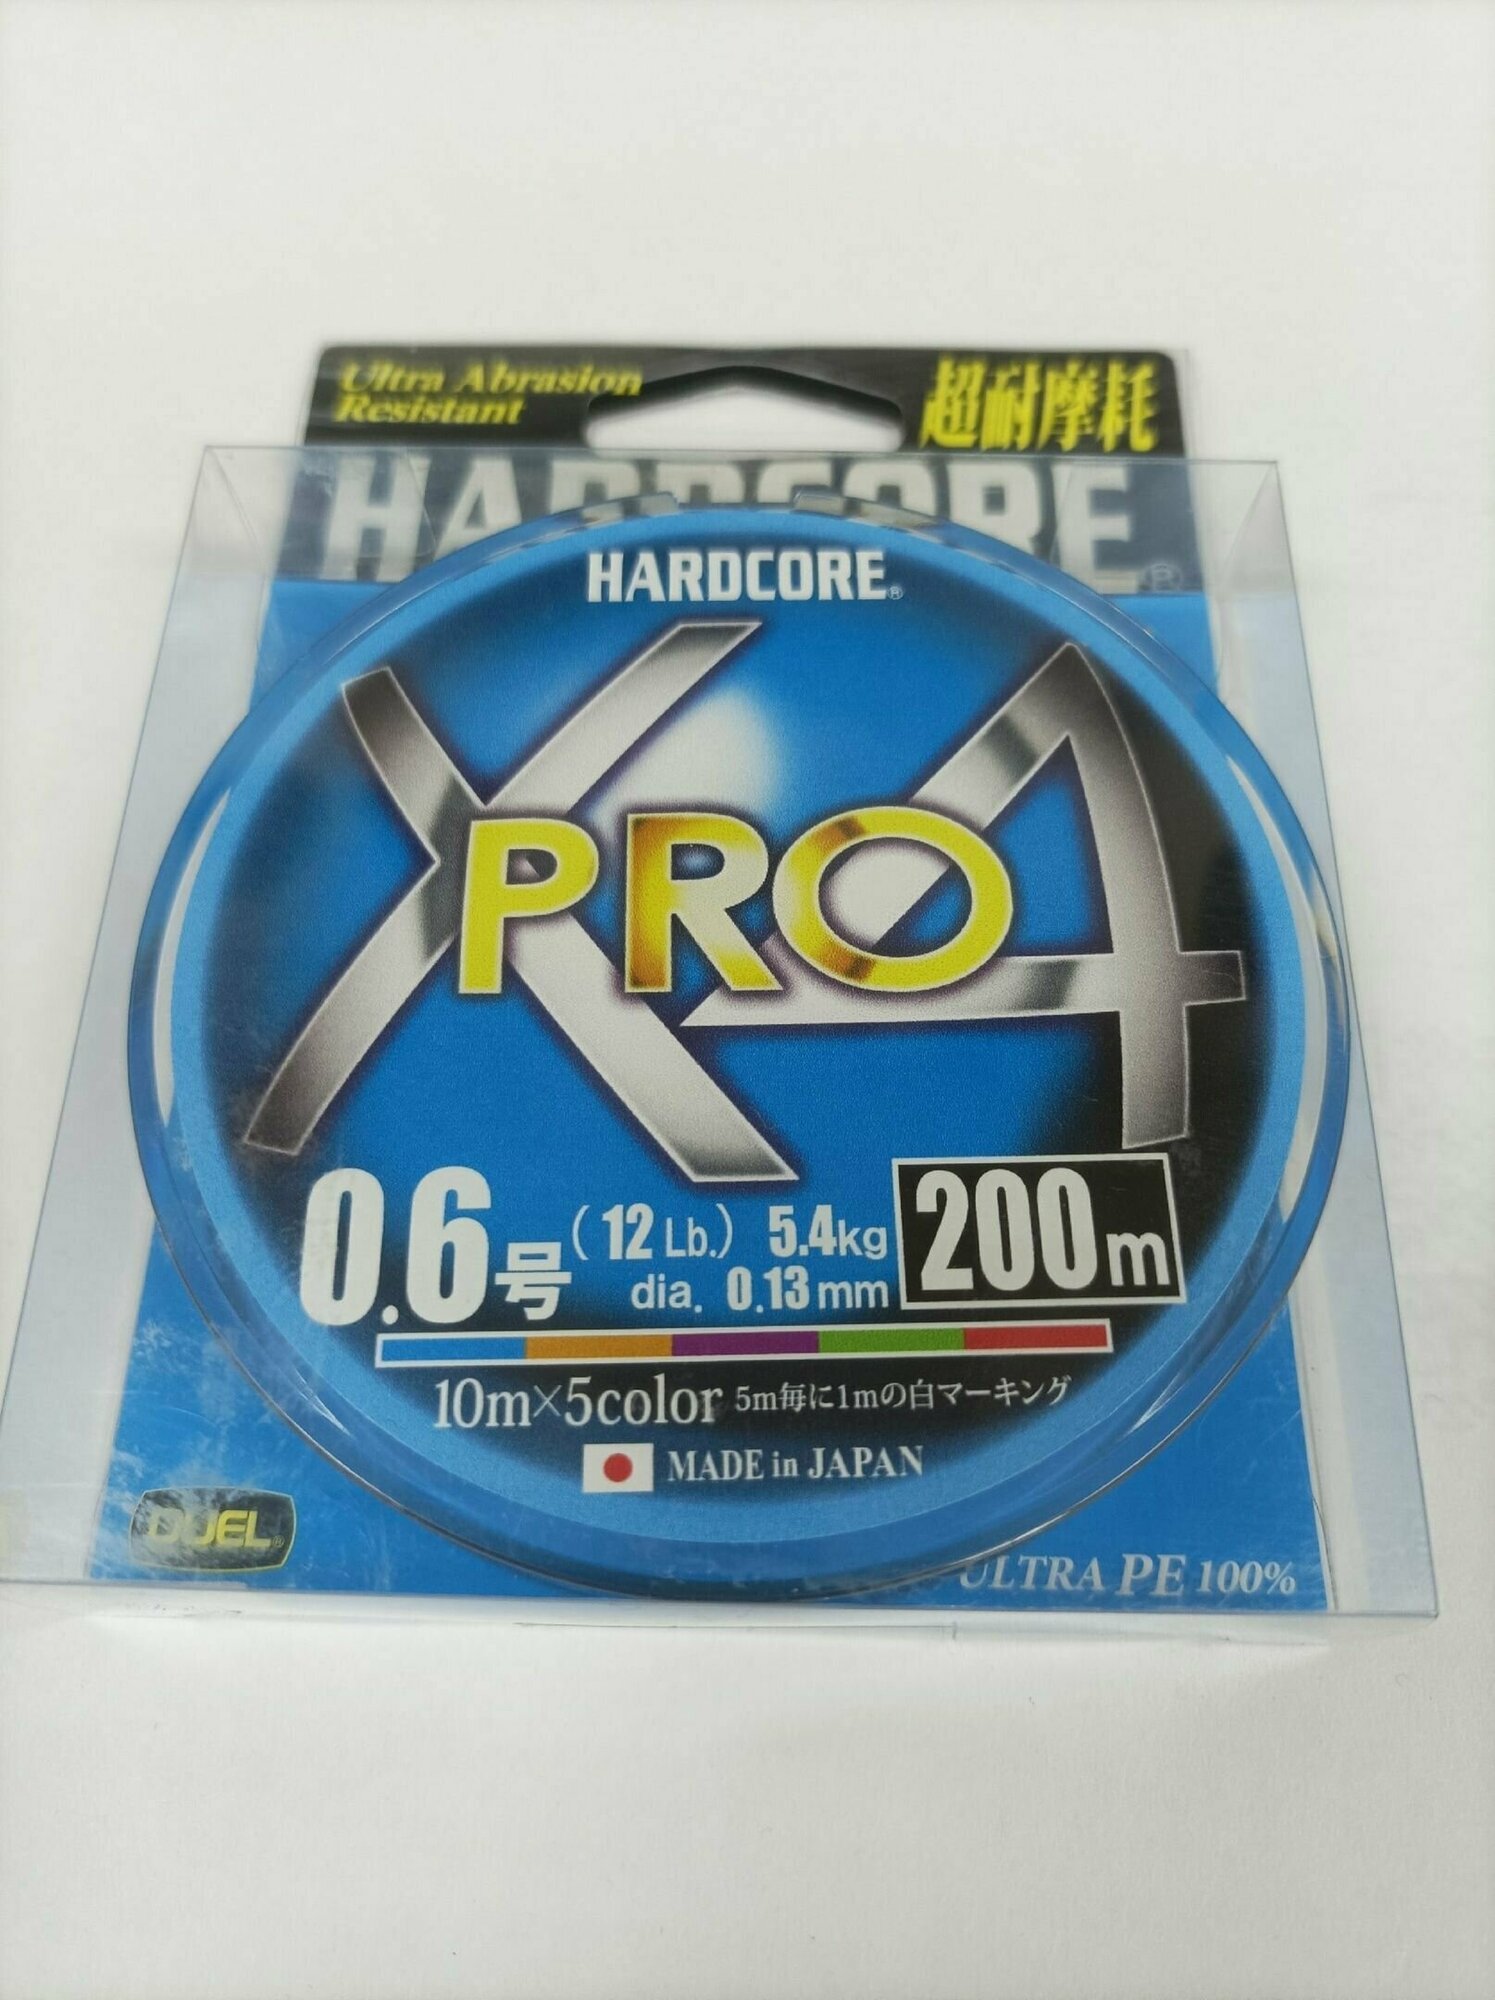 Ultra Abrasion
Resistant
超耐摩耗
HARDCORE®
HARDCORE®
X4
PRO
0.6号 (12Lb.) 5.4kg
dia. 0.13mm
200m
10m×5color 5m毎に1mの白マーキング
MADE in JAPAN
DUEL®
ULTRA PE 100%